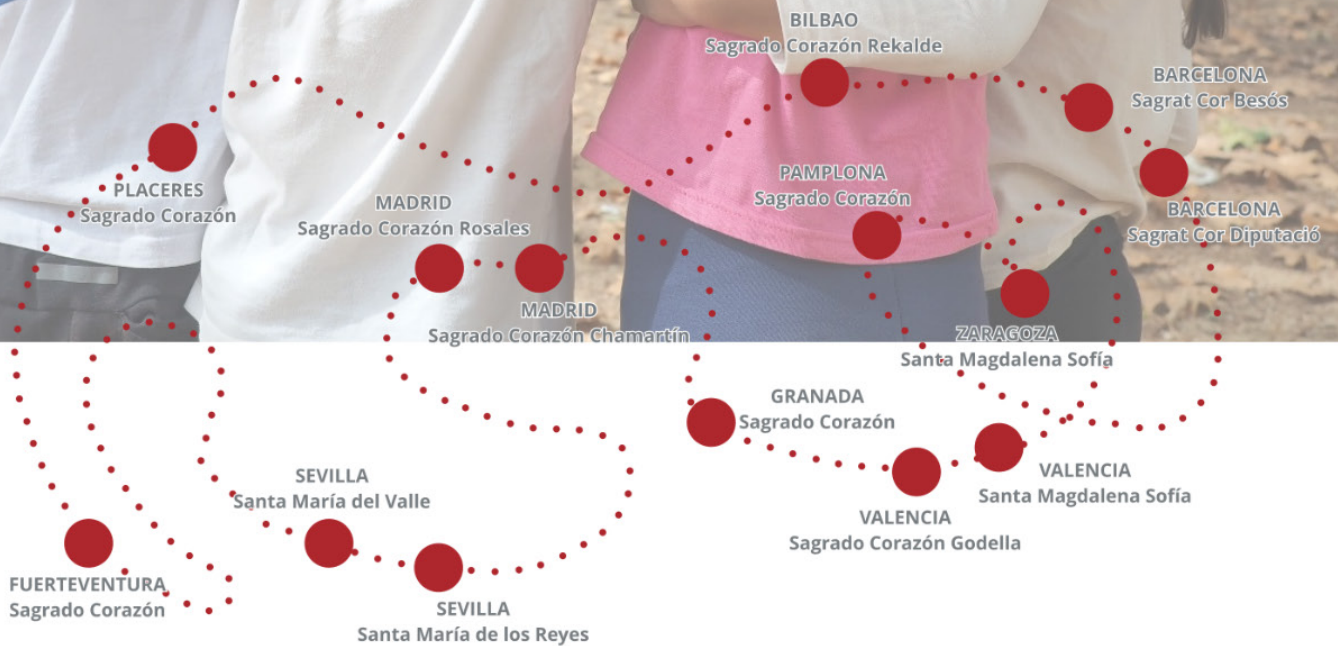 BILBAO
Sagrado Corazón Rekalde
BARCELONA
Sagrat Cor Besós
PLACERES
Sagrado Corazón
MADRID
Sagrado Corazón Rosales
PAMPLONA
Sagrado Corazón
BARCELONA
Sagrat Cor Diputació
MADRID
Sagrado Corazón Chamartín
ZARAGOZA
Santa Magdalena Sofía
GRANADA
Sagrado Corazón
SEVILLA
Santa María del Valle
VALENCIA
Santa Magdalena Sofía
VALENCIA
Sagrado Corazón Godella
FUERTEVENTURA
Sagrado Corazón
SEVILLA
Santa María de los Reyes